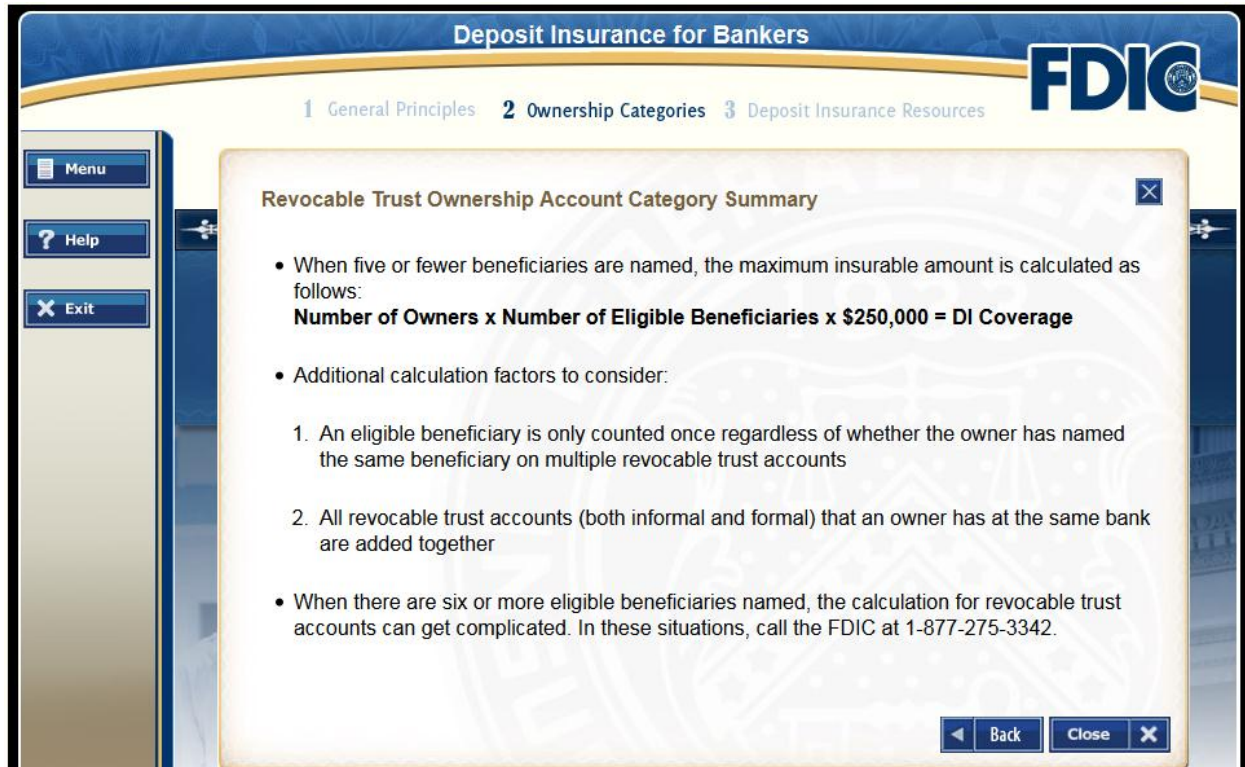 Deposit Insurance for Bankers
FDIC
1 General Principles 2 Ownership Categories 3 Deposit Insurance Resources
Menu
? Help
X Exit
Revocable Trust Ownership Account Category Summary
• When five or fewer beneficiaries are named, the maximum insurable amount is calculated as
follows:
Number of Owners x Number of Eligible Beneficiaries x $250,000 = DI Coverage
• Additional calculation factors to consider:
1. An eligible beneficiary is only counted once regardless of whether the owner has named
the same beneficiary on multiple revocable trust accounts
2. All revocable trust accounts (both informal and formal) that an owner has at the same bank
are added together
• When there are six or more eligible beneficiaries named, the calculation for revocable trust
accounts can get complicated. In these situations, call the FDIC at 1-877-275-3342.
1933
Back
Close X